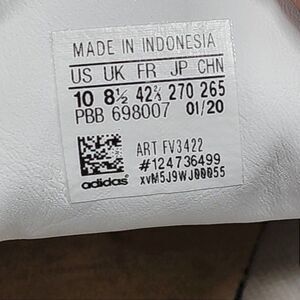 MADE IN INDONESIA
US UK FR JP CHN
10 8½ 42⅔ 270 265
PBB 698007 01/20
ART FV3422
#124736499
xvM5J9WJ00055
adidas